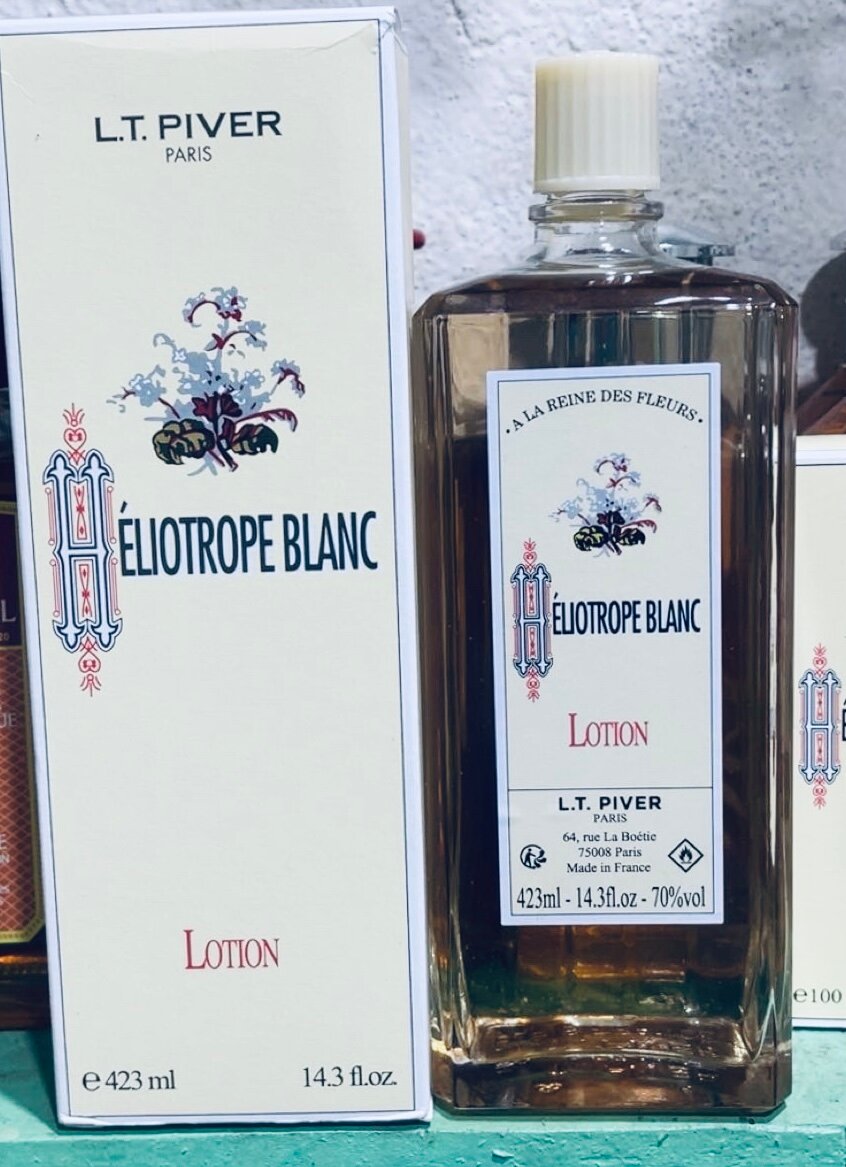 L.T. PIVER
PARIS
HÉLIOTROPE BLANC
LOTION
e 423 ml 14.3 fl.oz.
· A LA REINE DES FLEURS ·
HÉLIOTROPE BLANC
LOTION
L.T. PIVER
PARIS
64, rue La Boétie
75008 Paris
Made in France
423ml - 14.3fl.oz - 70%vol
H
e100